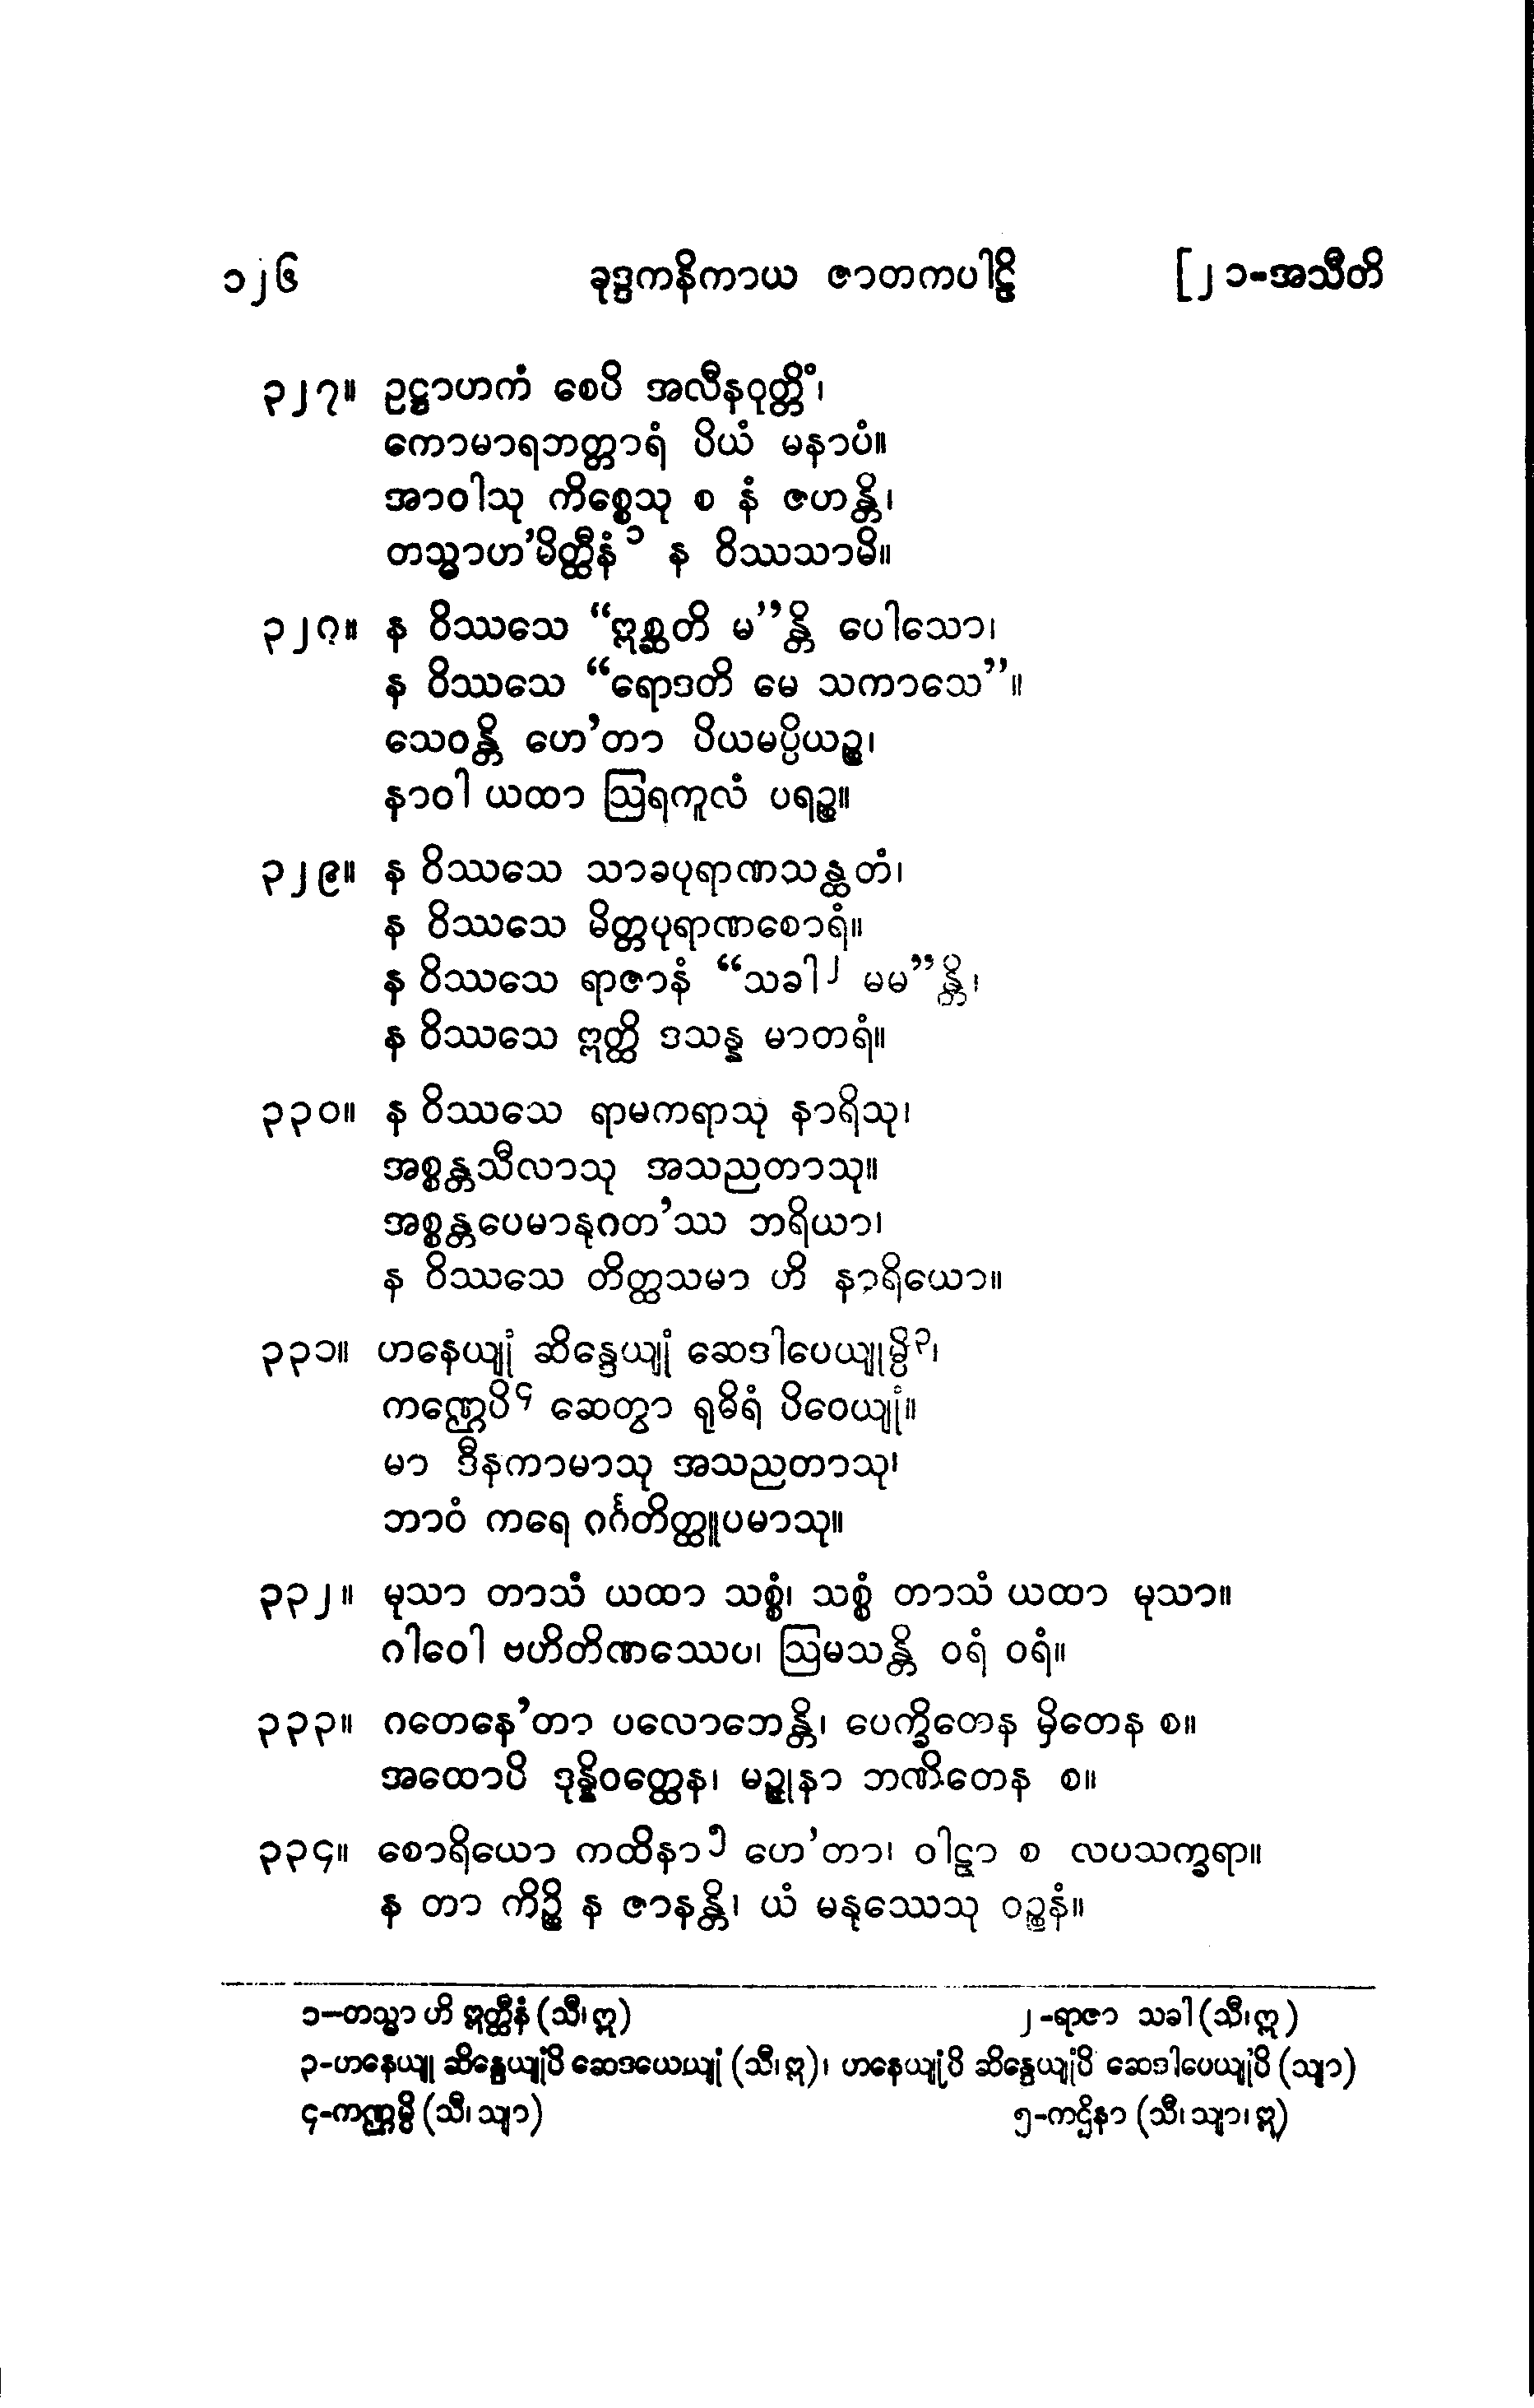 ၁၂၆ ခုဒ္ဒကနိကာယ ဇာတကပါဠိ [၂၁-အသီတိ
၃၂၇။ ဥဋ္ဌာဟကံ စေပိ အလီနဝုတ္တိံ၊
ကောမာရဘတ္တာရံ ပိယံ မနာပံ။
အာဝါသု ကိစ္စေသု စ နံ ဇဟန္တိ၊
တသ္မာဟ’မိတ္ထီနံ၁ န ဝိဿသာမိ။
၃၂၈။ န ဝိဿသေ “ဣစ္ဆတိ မ”န္တိ ပေါသော၊
န ဝိဿသေ “ရောဒတိ မေ သကာသေ”။
သေဝန္တိ ဟေ’တာ ပိယမပ္ပိယဉ္စ၊
နာဝါ ယထာ ဩရကူလံ ပရဉ္စ။
၃၂၉။ န ဝိဿသေ သာခပုရာဏသန္ထတံ၊
န ဝိဿသေ မိတ္တပုရာဏစောရံ။
န ဝိဿသေ ရာဇာနံ “သခါ၂ မမ”န္တိ၊
န ဝိဿသေ ဣတ္ထိ ဒသန္န မာတရံ။
၃၃၀။ န ဝိဿသေ ရာမကရာသု နာရိသု၊
အစ္စန္တသီလာသု အသညတာသု။
အစ္စန္တပေမာနုဂတ’ဿ ဘရိယာ၊
န ဝိဿသေ တိတ္ထသမာ ဟိ နာရိယော။
၃၃၁။ ဟနေယျုံ ဆိန္ဒေယျုံ ဆေဒါပေယျုမ္ပိ၃၊
ကဏ္ဌေပိ၄ ဆေတွာ ရုဓိရံ ပိဝေယျုံ။
မာ ဒီနကာမာသု အသညတာသု၊
ဘာဝံ ကရေ ဂင်္ဂတိတ္ထူပမာသု။
၃၃၂။ မုသာ တာသံ ယထာ သစ္စံ၊ သစ္စံ တာသံ ယထာ မုသာ။
ဂါဝေါ ဗဟိတိဏဿေပ၊ ဩမသန္တိ ဝရံ ဝရံ။
၃၃၃။ ဂတေနေ’တာ ပလောဘေန္တိ၊ ပေက္ခိတေန မှိတေန စ။
အထောပိ ဒုန္နိဝတ္ထေန၊ မဉ္ဇုနာ ဘဏိတေန စ။
၃၃၄။ စောရိယော ကထိနာ၅ ဟေ’တာ၊ ဝါဠာ စ လပသက္ခရာ။
န တာ ကိဉ္စိ န ဇာနန္တိ၊ ယံ မနုဿေသု ဝဉ္စနံ။
၁-တသ္မာ ဟိ ဣတ္ထီနံ (သီ၊ ဣ) ၂-ရာဇာ သခါ (သီ၊ ဣ)
၃-ဟနေယျု ဆိန္ဒေယျုံပိ ဆေဒယေယျုံ (သီ၊ ဣ)၊ ဟနေယျုံပိ ဆိန္ဒေယျုံပိ ဆေဒါပေယျုံပိ (သျာ)
၄-ကဏ္ဌမ္ပိ (သီ၊ သျာ) ၅-ကဌိနာ (သီ၊ သျာ၊ ဣ)